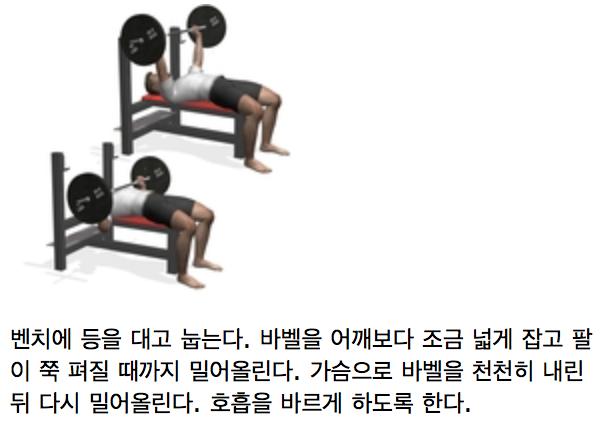 벤치에 등을 대고 눕는다. 바벨을 어깨보다 조금 넓게 잡고 팔
이 쭉 펴질 때까지 밀어올린다. 가슴으로 바벨을 천천히 내린
뒤 다시 밀어올린다. 호흡을 바르게 하도록 한다.